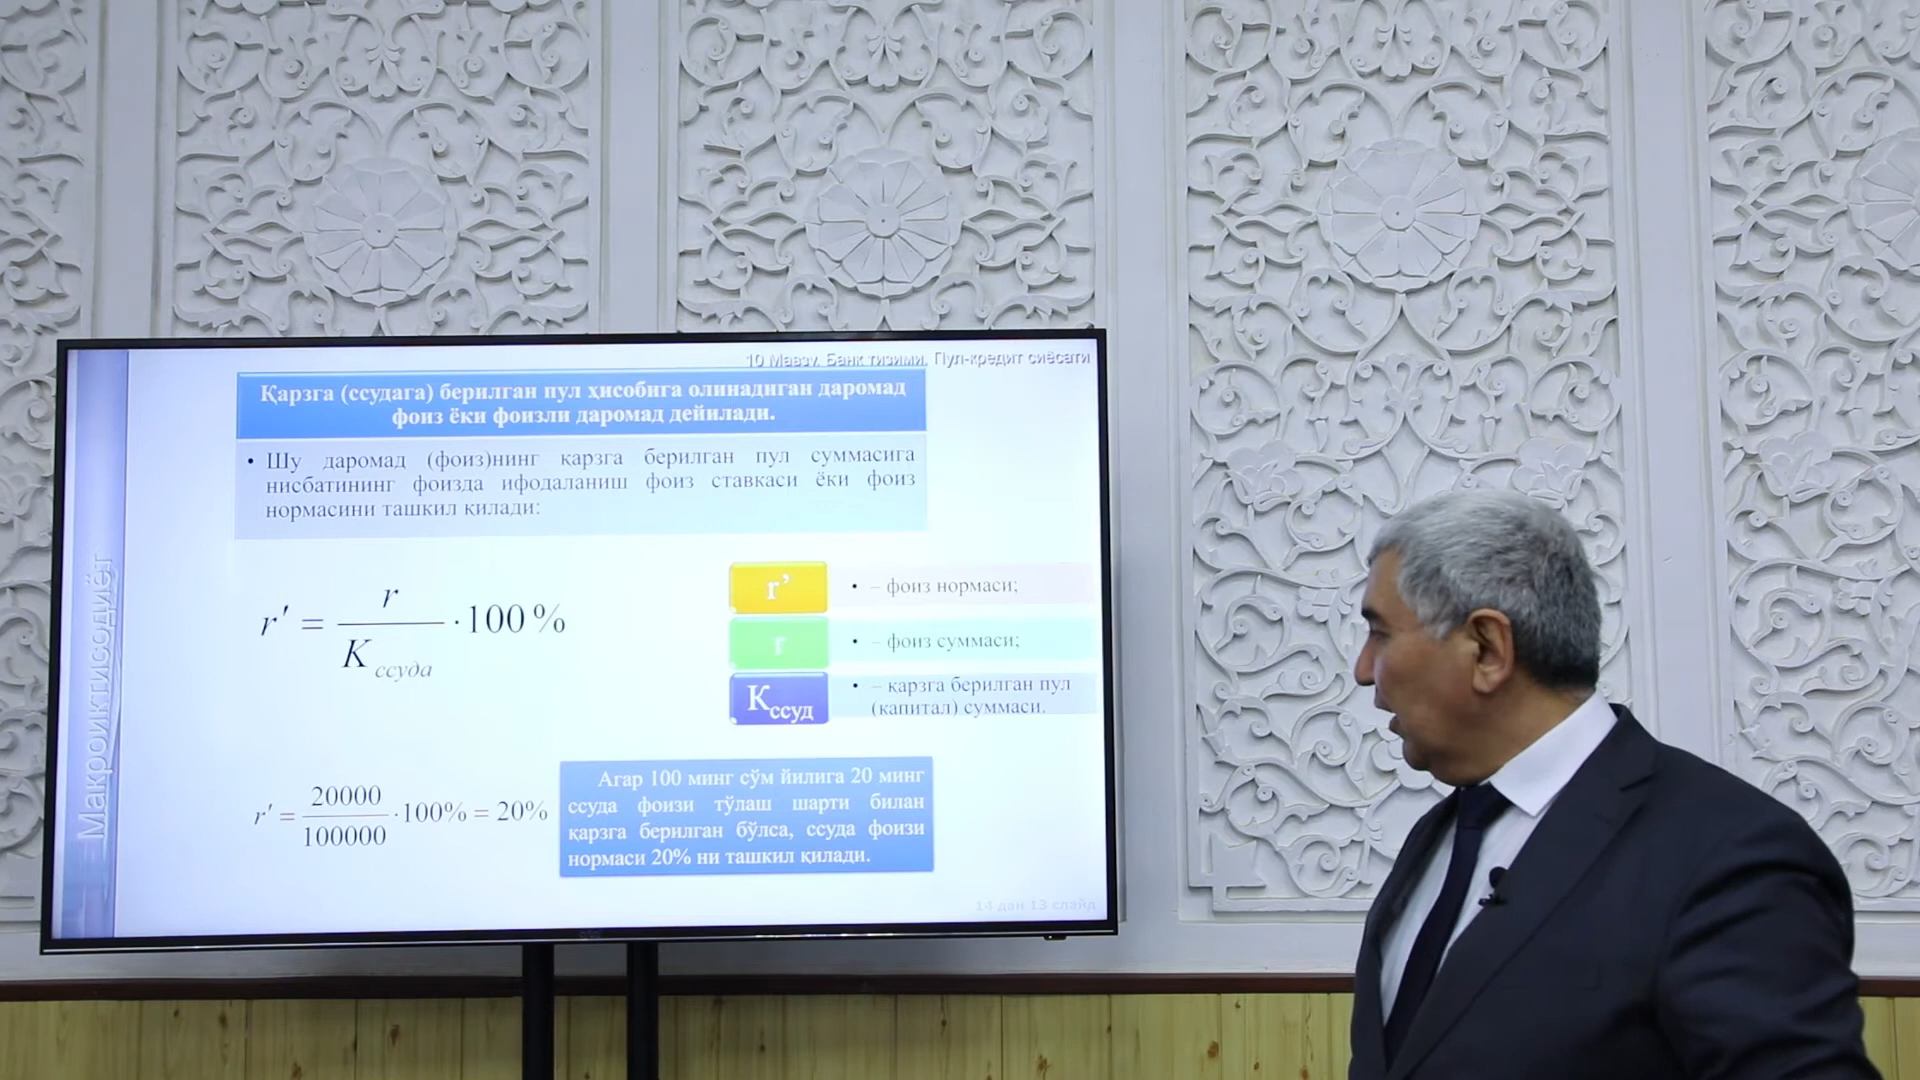 10 Мавзу. Банк тизими. Пул-кредит сиёсати
Қарзга (ссудага) берилган пул ҳисобига олинадиган даромад
фоиз ёки фоизли даромад дейилади.
• Шу даромад (фоиз)нинг қарзга берилган пул суммасига
нисбатининг фоизда ифодаланиш фоиз ставкаси ёки фоиз
нормасини ташкил қилади:
Макроиқтисодиёт
r' = r / K ссуда · 100 %
r’ • – фоиз нормаси;
r • – фоиз суммаси;
Kссуд • – қарзга берилган пул
(капитал) суммаси.
r' = 20000 / 100000 · 100% = 20%
Агар 100 минг сўм йилига 20 минг
ссуда фоизи тўлаш шарти билан
қарзга берилган бўлса, ссуда фоизи
нормаси 20% ни ташкил қилади.
14 дан 13 слайд